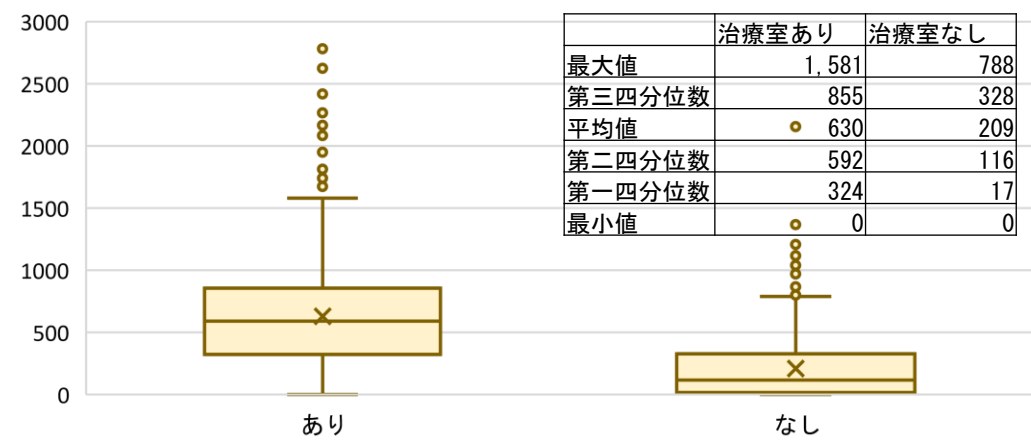 3000
2500
2000
1500
1000
500
0
治療室あり 治療室なし
最大値 1,581 788
第三四分位数 855 328
平均値 630 209
第二四分位数 592 116
第一四分位数 324 17
最小値 0 0
あり なし